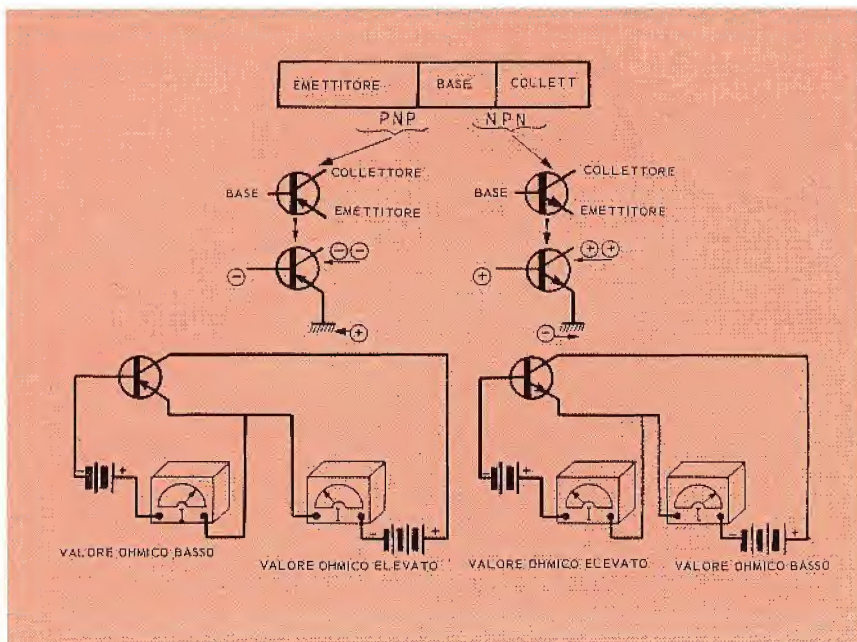 EMETTITORE BASE COLLETT
PNP NPN
COLLETTORE COLLETTORE
BASE BASE
EMETTITORE EMETTITORE
⊖⊖ ⊕⊕
⊖ ⊕
⊕ ⊖
- + - +
- + - +
VALORE OHMICO BASSO VALORE OHMICO ELEVATO VALORE OHMICO ELEVATO VALORE OHMICO BASSO